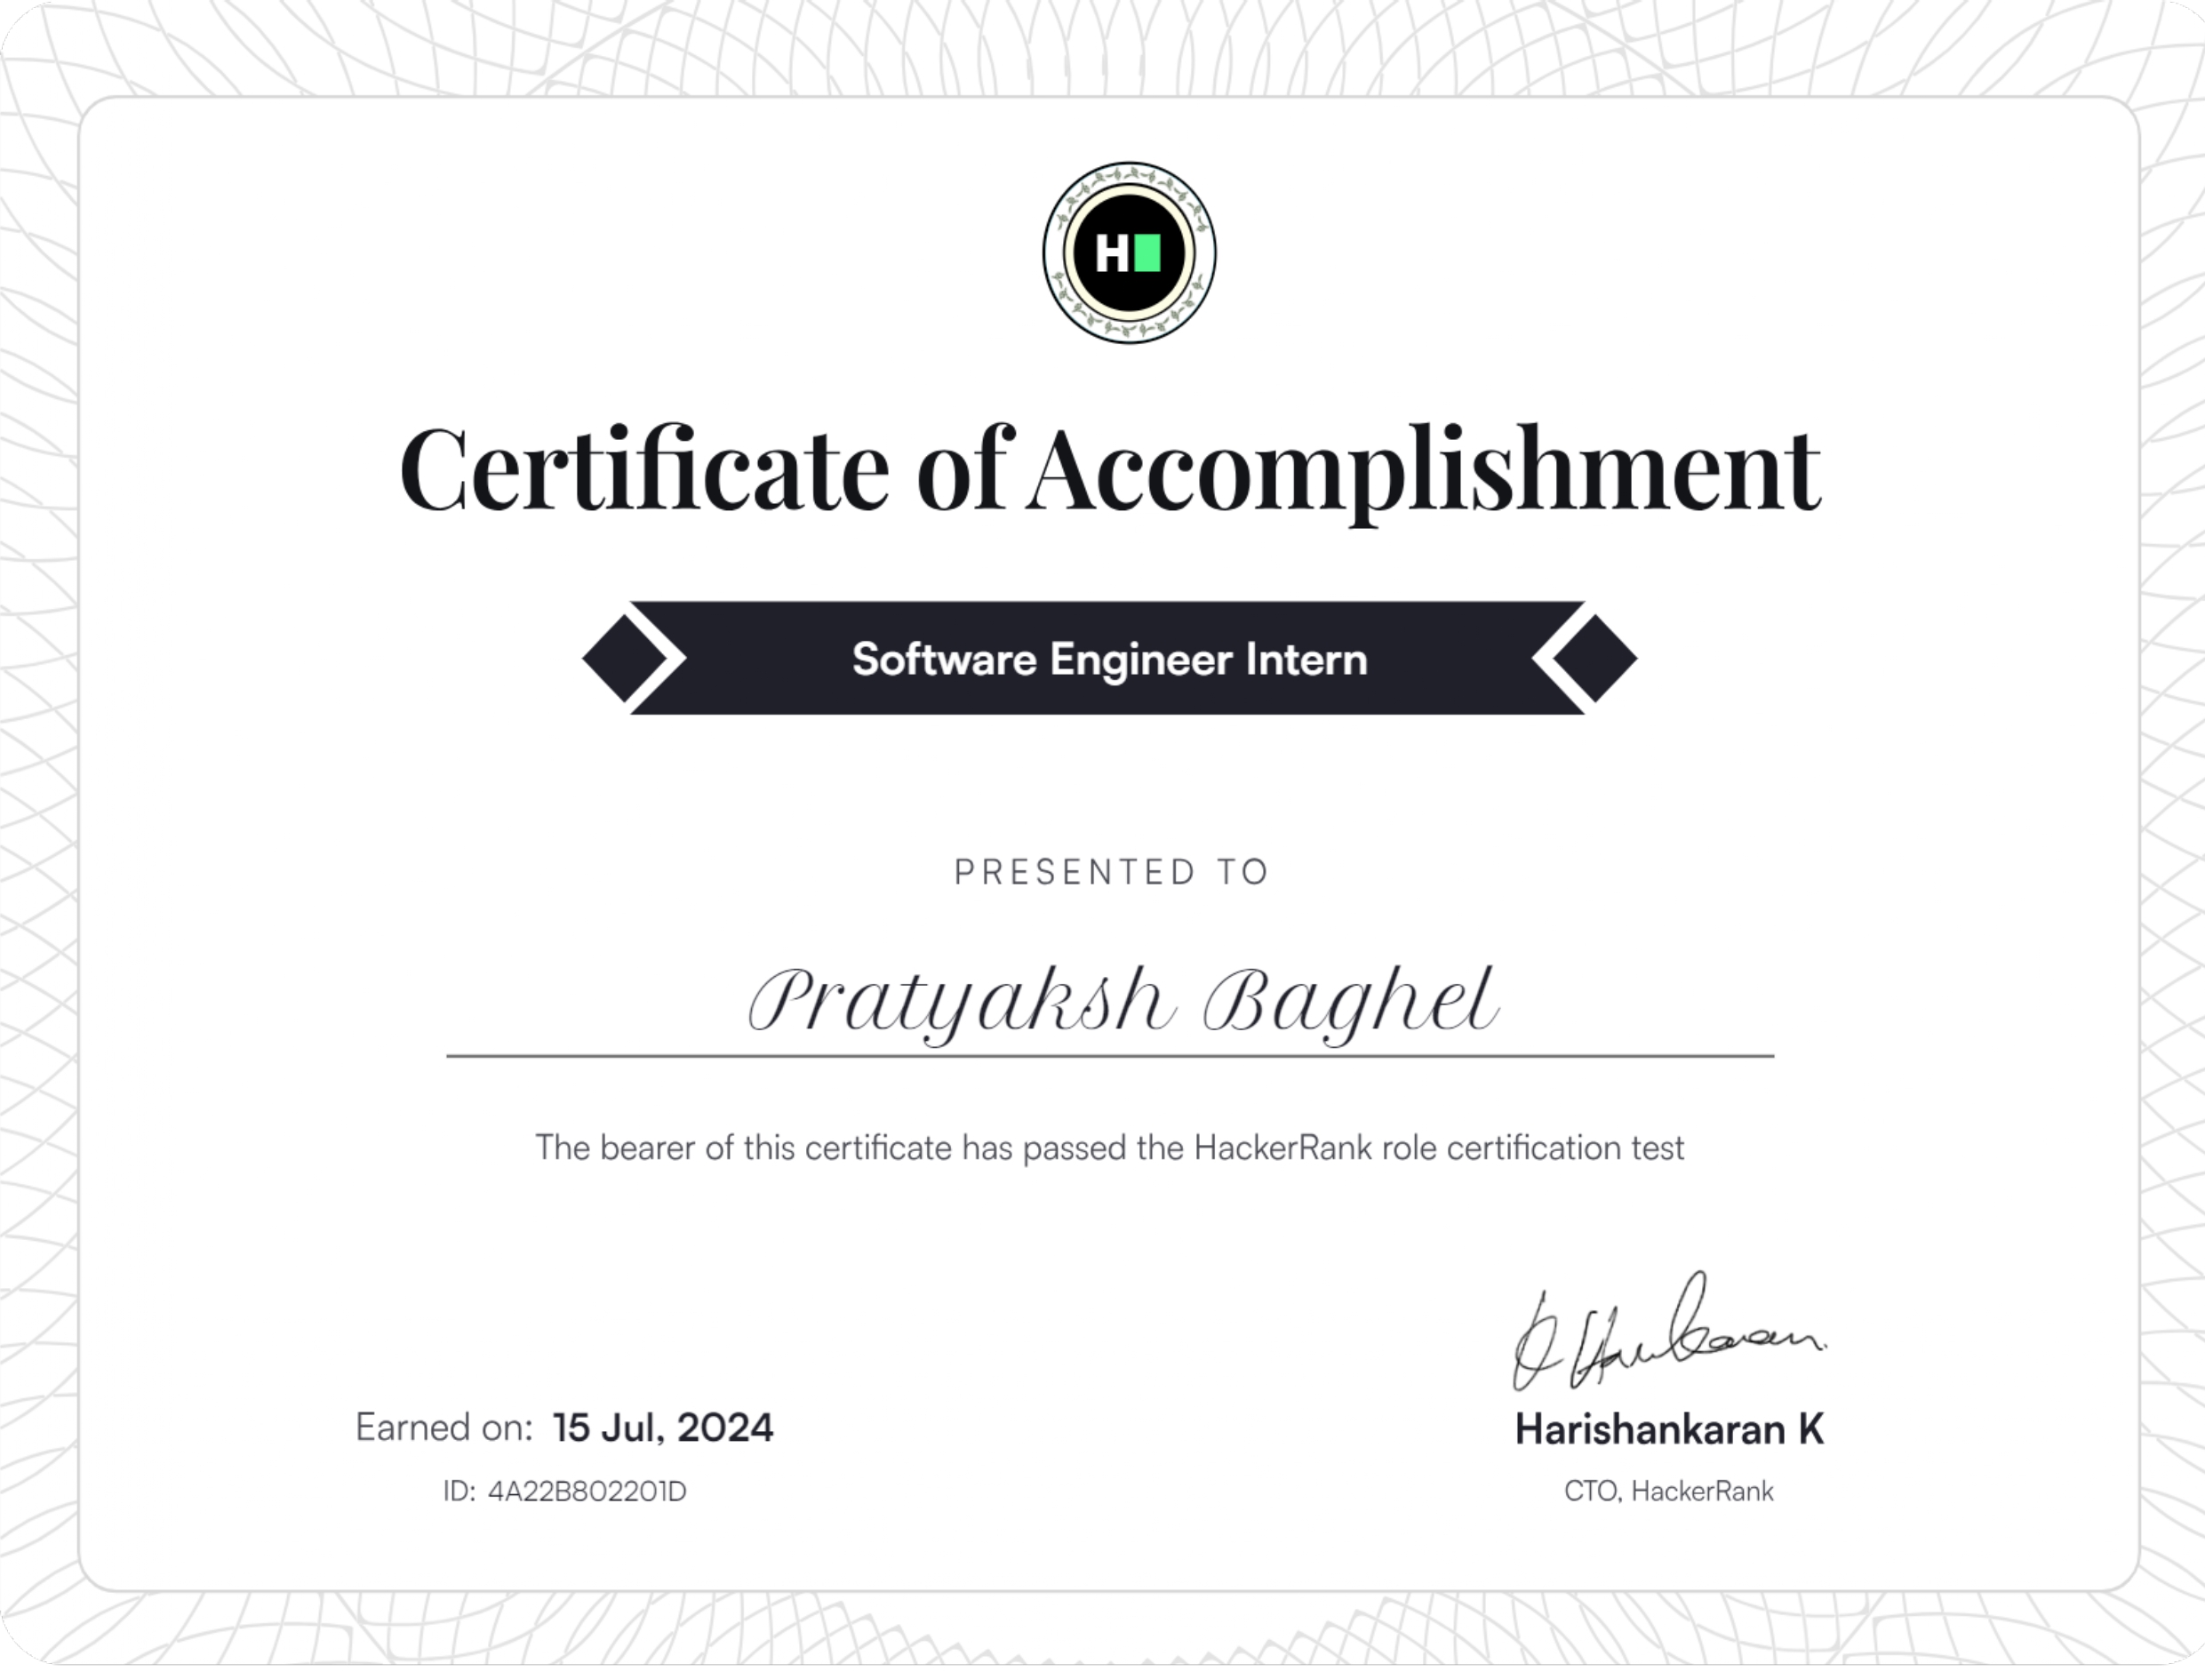 H
Certificate of Accomplishment
Software Engineer Intern
PRESENTED TO
Pratyaksh Baghel
The bearer of this certificate has passed the HackerRank role certification test
Earned on: 15 Jul, 2024
ID: 4A22B802201D
Harishankaran K
CTO, HackerRank